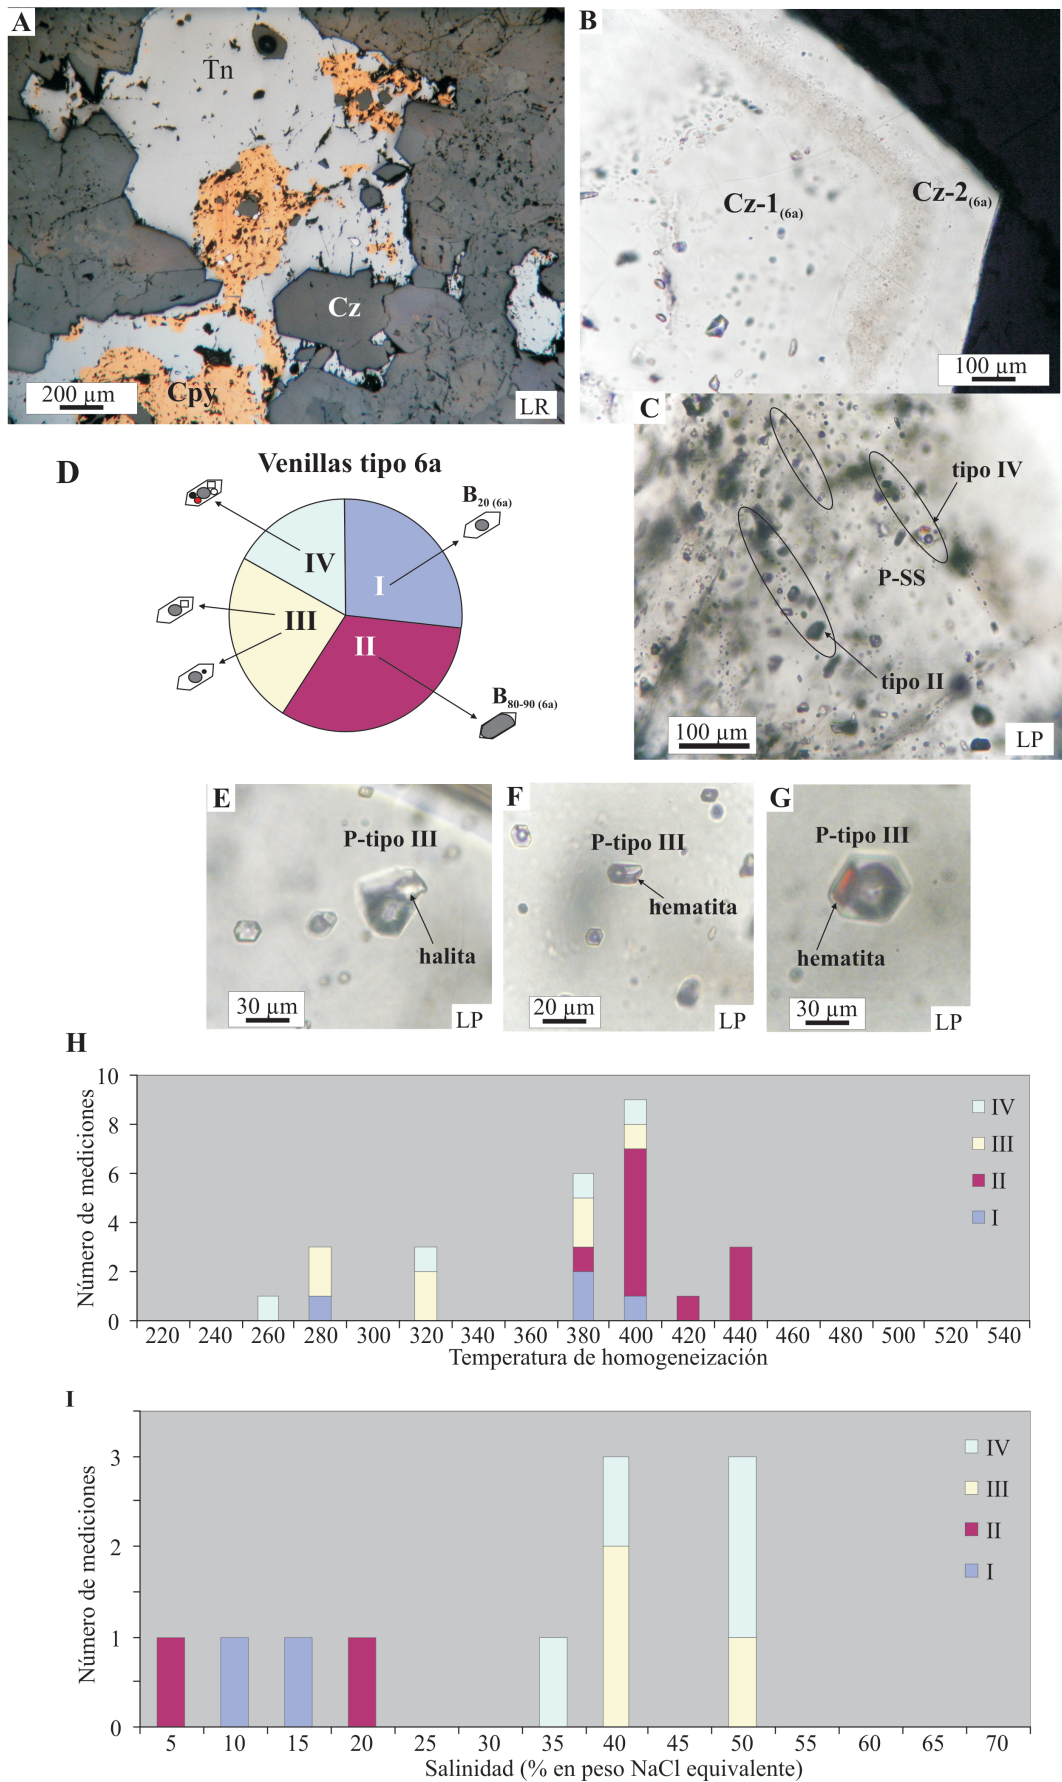 A
Tn
Cz
Cpy
200 µm
LR
B
Cz-1(6a)
Cz-2(6a)
100 µm
C
tipo IV
P-SS
tipo II
100 µm
LP
D
Venillas tipo 6a
B20 (6a)
IV
I
III
II
B80-90 (6a)
E
P-tipo III
halita
30 µm
LP
F
P-tipo III
hematita
20 µm
LP
G
P-tipo III
hematita
30 µm
LP
H
Número de mediciones
10
8
6
4
2
0
IV
III
II
I
220 240 260 280 300 320 340 360 380 400 420 440 460 480 500 520 540
Temperatura de homogeneización
I
Número de mediciones
3
2
1
0
IV
III
II
I
5 10 15 20 25 30 35 40 45 50 55 60 65 70
Salinidad (% en peso NaCl equivalente)